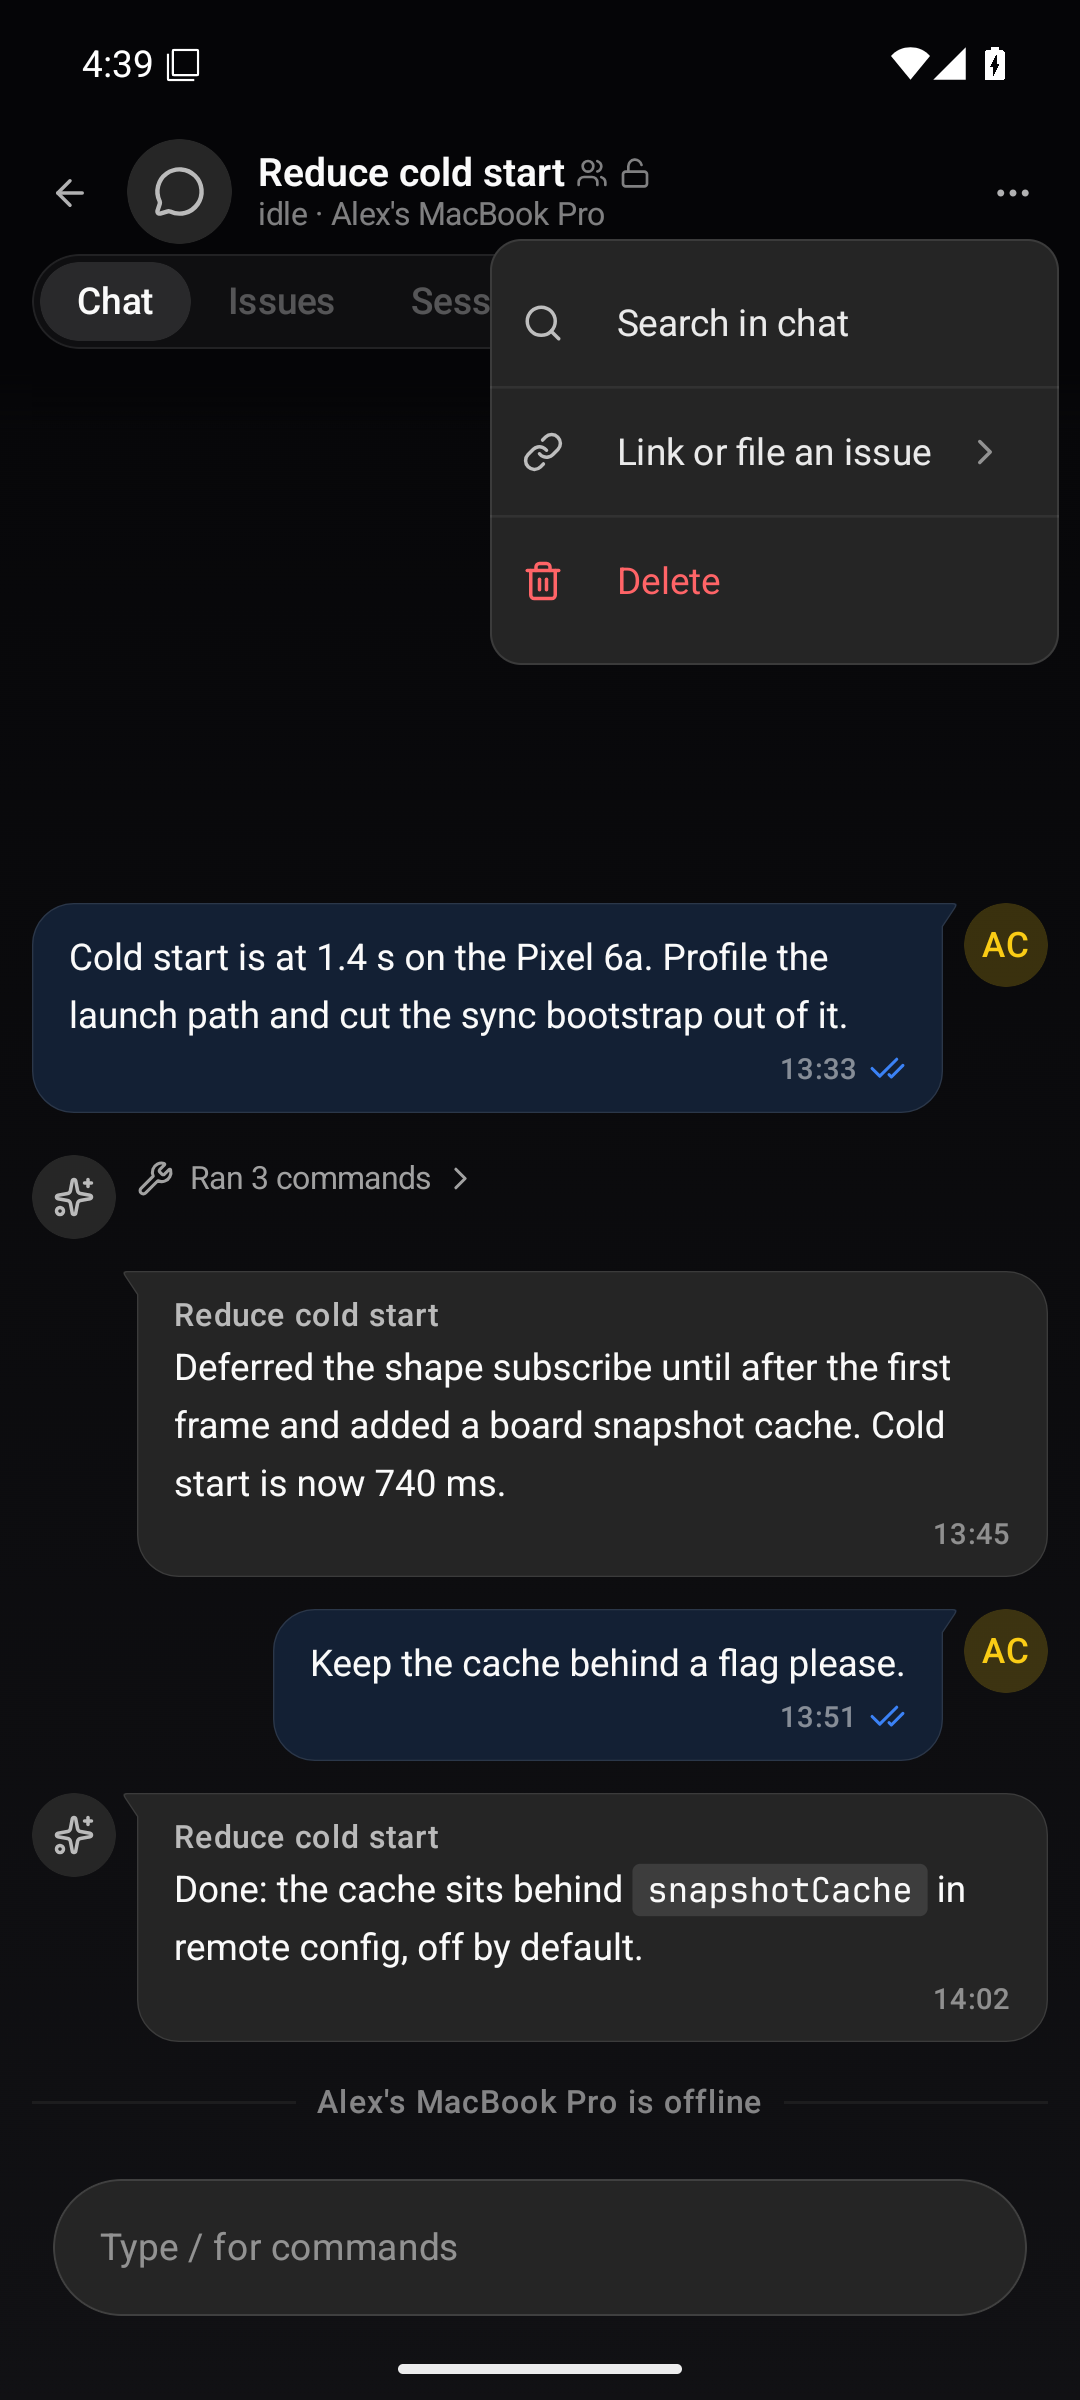 4:39
Reduce cold start
idle · Alex's MacBook Pro
Chat
Issues
Sess
Search in chat
Link or file an issue
Delete
Cold start is at 1.4 s on the Pixel 6a. Profile the
launch path and cut the sync bootstrap out of it.
13:33
AC
Ran 3 commands
Reduce cold start
Deferred the shape subscribe until after the first
frame and added a board snapshot cache. Cold
start is now 740 ms.
13:45
Keep the cache behind a flag please.
13:51
AC
Reduce cold start
Done: the cache sits behind snapshotCache in
remote config, off by default.
14:02
Alex's MacBook Pro is offline
Type / for commands